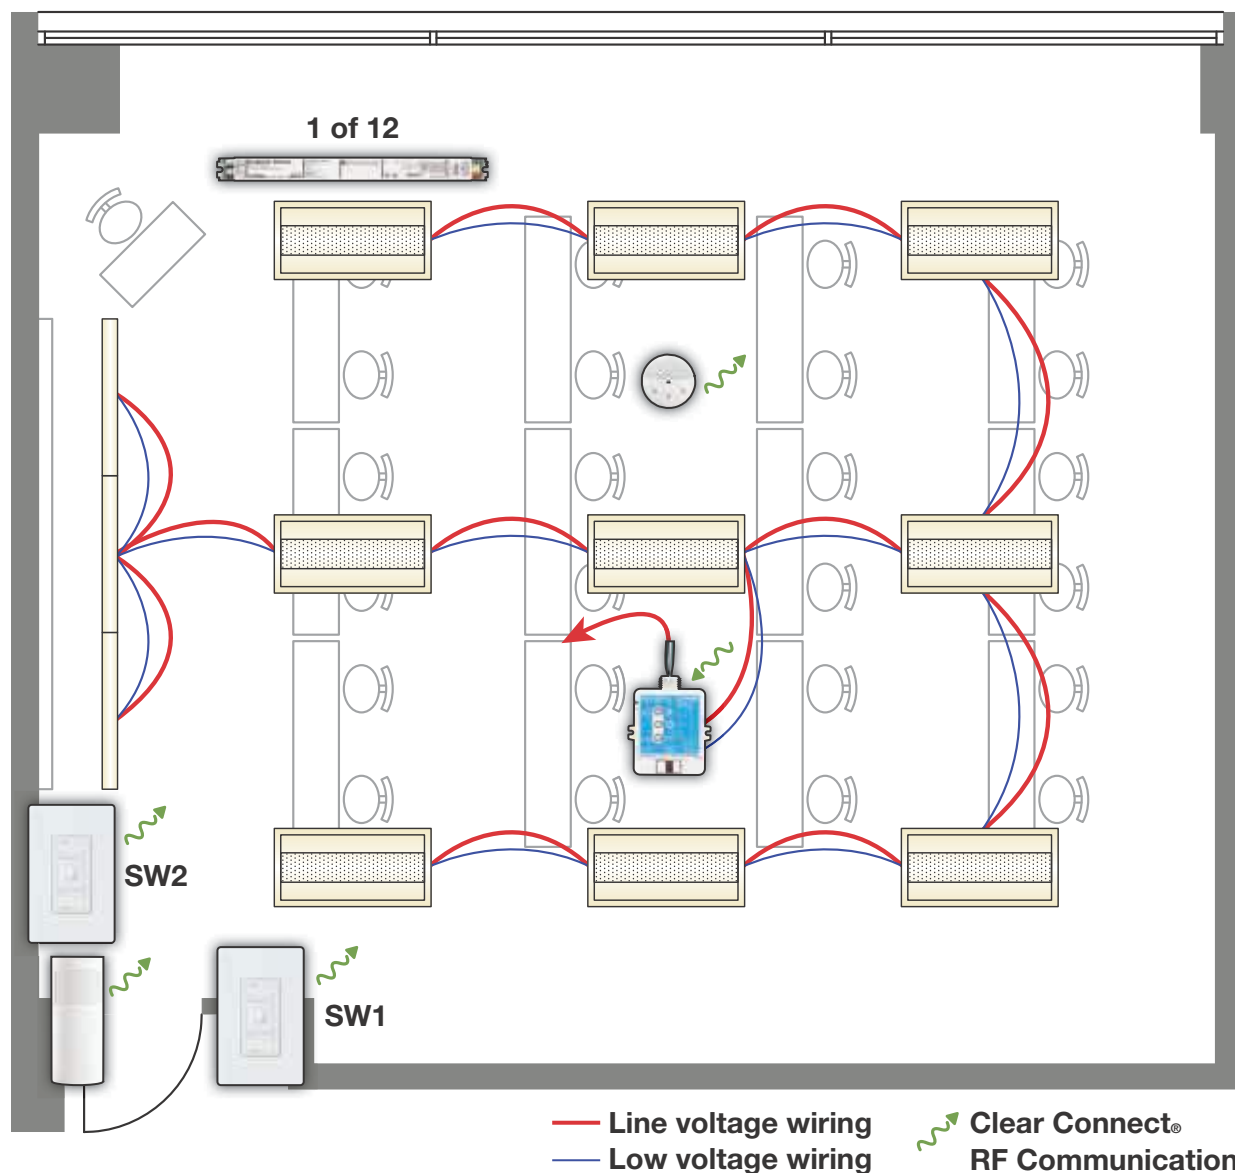 1 of 12
SW2
SW1
Line voltage wiring
Low voltage wiring
Clear Connect®
RF Communication